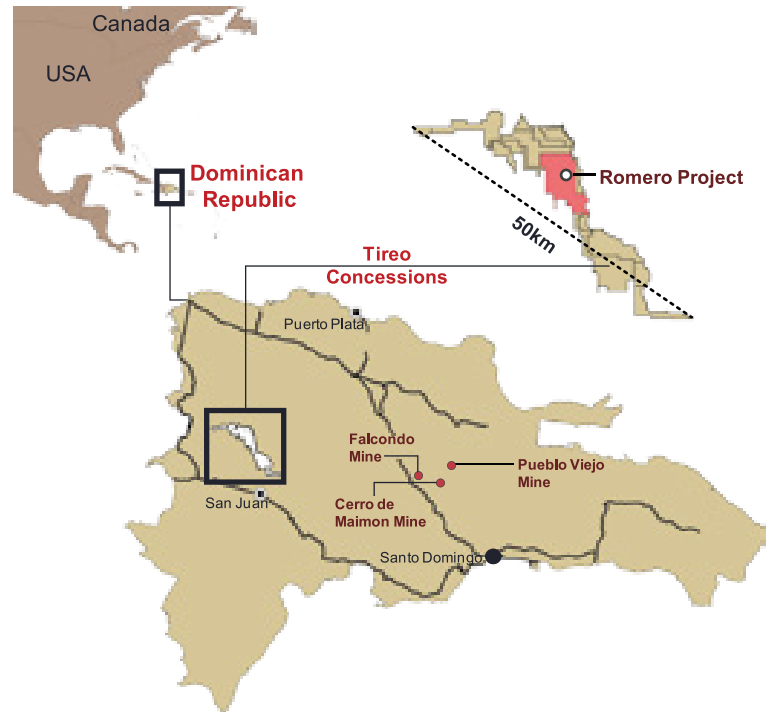 Canada
USA
Dominican
Republic
Romero Project
50km
Tireo
Concessions
Puerto Plata
Falcondo
Mine
Pueblo Viejo
Mine
Cerro de
Maimon Mine
San Juan
Santo Domingo